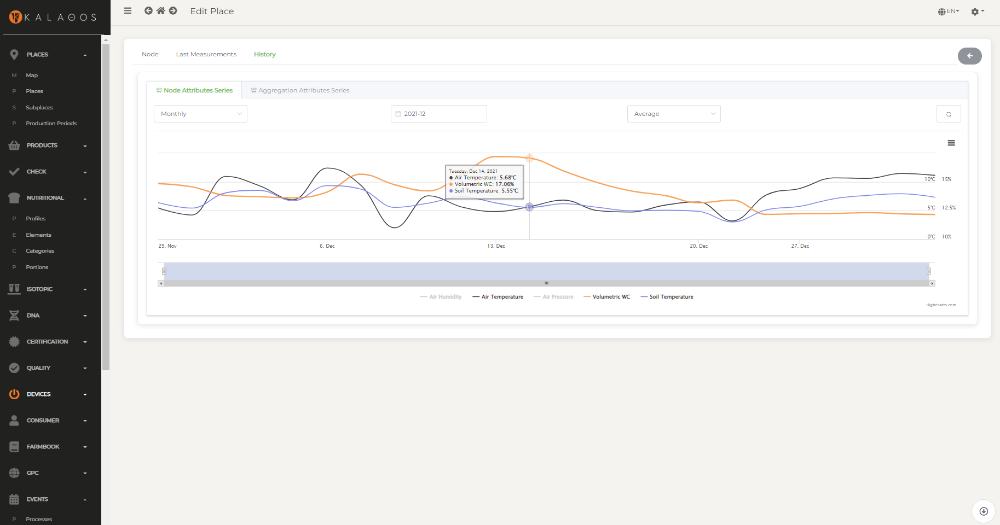 KALAΘOS
Edit Place
EN
PLACES
M Map
P Places
S Subplaces
P Production Periods
PRODUCTS
CHECK
NUTRITIONAL
P Profiles
E Elements
C Categories
P Portions
ISOTOPIC
DNA
CERTIFICATION
QUALITY
DEVICES
CONSUMER
FARMBOOK
GPC
EVENTS
P Processes
Node Last Measurements History
Node Attributes Series Aggregation Attributes Series
Monthly 2021-12 Average
Tuesday, Dec 14, 2021
Air Temperature: 5.68°C
Volumetric WC: 17.06%
Soil Temperature: 5.55°C
10°C 15%
5°C 12.5%
0°C 10%
29. Nov 6. Dec 13. Dec 20. Dec 27. Dec
Air Humidity Air Temperature Air Pressure Volumetric WC Soil Temperature
Highcharts.com